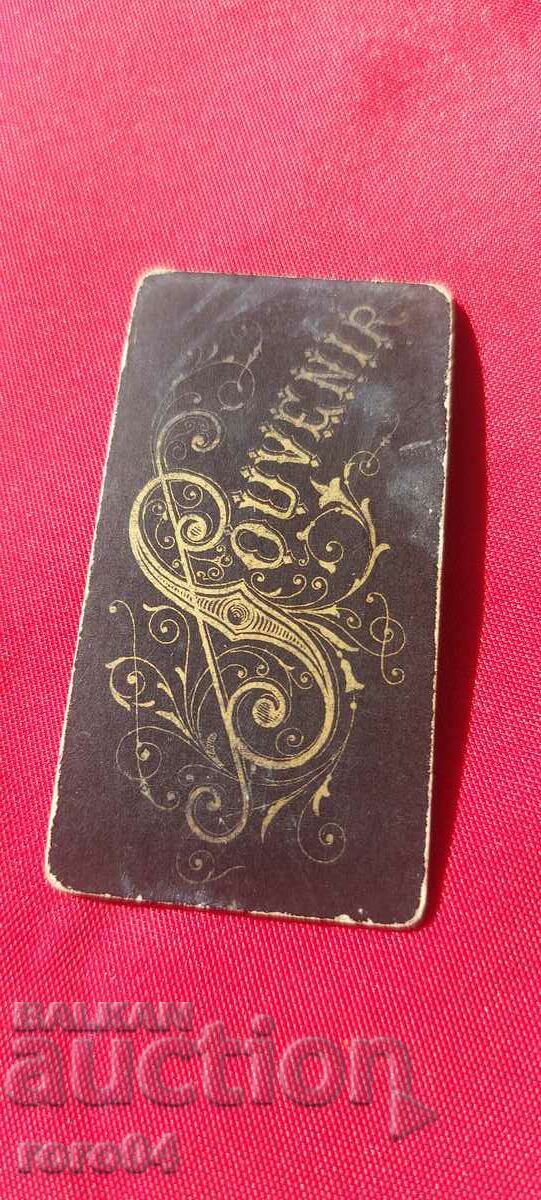 SOUVENIR
BALKAN
auction
roro04